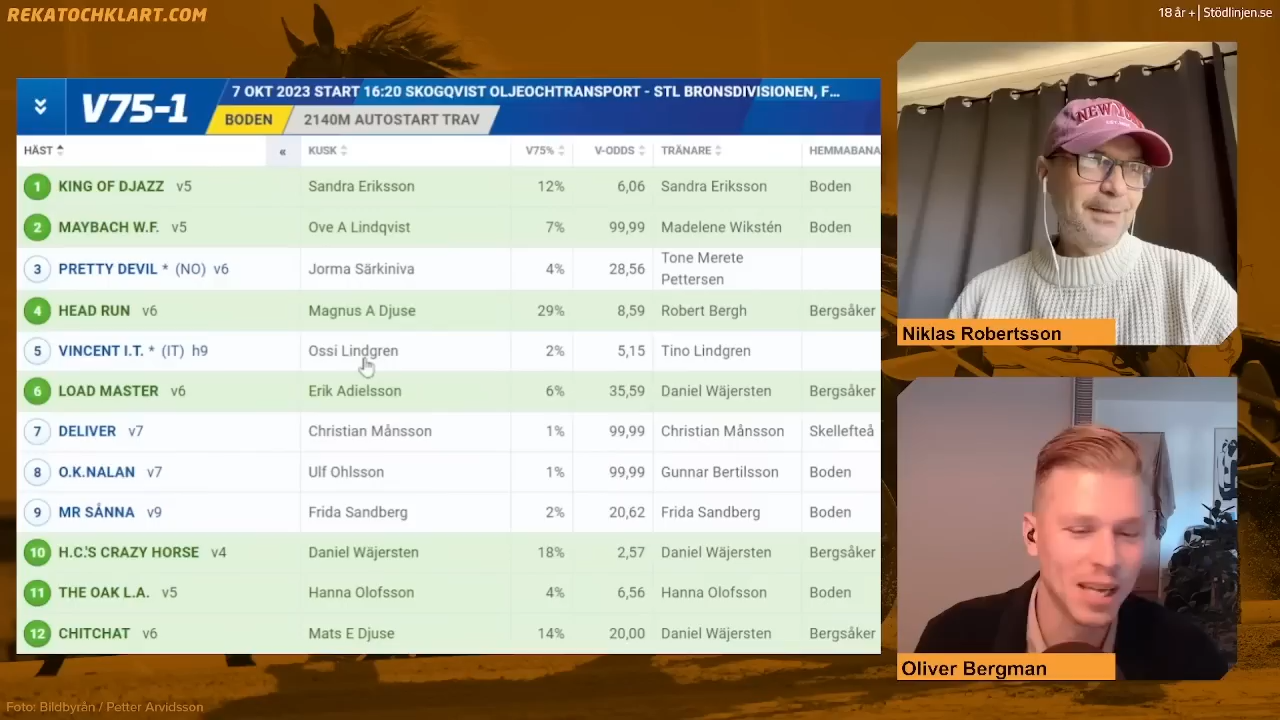 REKATOCHKLART.COM
18 år + | Stödlinjen.se
V75-1
7 OKT 2023 START 16:20 SKOGQVIST OLJEOCHTRANSPORT - STL BRONSDIVISIONEN, F...
BODEN 2140M AUTOSTART TRAV
HÄST « KUSK V75% V-ODDS TRÄNARE HEMMABANA
1 KING OF DJAZZ v5 Sandra Eriksson 12% 6,06 Sandra Eriksson Boden
2 MAYBACH W.F. v5 Ove A Lindqvist 7% 99,99 Madelene Wikstén Boden
3 PRETTY DEVIL * (NO) v6 Jorma Särkiniva 4% 28,56 Tone Merete
Pettersen
4 HEAD RUN v6 Magnus A Djuse 29% 8,59 Robert Bergh Bergsåker
5 VINCENT I.T. * (IT) h9 Ossi Lindgren 2% 5,15 Tino Lindgren
6 LOAD MASTER v6 Erik Adielsson 6% 35,59 Daniel Wäjersten Bergsåker
7 DELIVER v7 Christian Månsson 1% 99,99 Christian Månsson Skellefteå
8 O.K.NALAN v7 Ulf Ohlsson 1% 99,99 Gunnar Bertilsson Boden
9 MR SÅNNA v9 Frida Sandberg 2% 20,62 Frida Sandberg Boden
10 H.C.'S CRAZY HORSE v4 Daniel Wäjersten 18% 2,57 Daniel Wäjersten Bergsåker
11 THE OAK L.A. v5 Hanna Olofsson 4% 6,56 Hanna Olofsson Boden
12 CHITCHAT v6 Mats E Djuse 14% 20,00 Daniel Wäjersten Bergsåker
NEW
Niklas Robertsson
Oliver Bergman
Foto: Bildbyrån / Petter Arvidsson